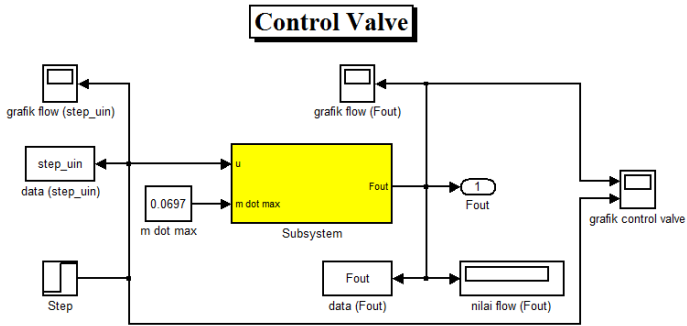 Control Valve
grafik flow (step_uin)
grafik flow (Fout)
step_uin
data (step_uin)
u
Fout
m dot max
0.0697
m dot max
Subsystem
1
Fout
grafik control valve
Step
Fout
data (Fout)
nilai flow (Fout)